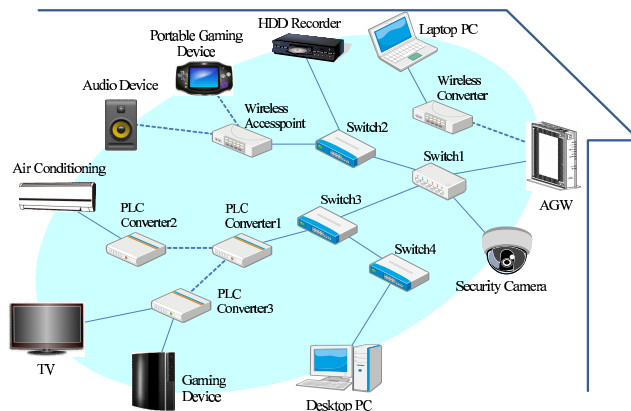 HDD Recorder
Laptop PC
Portable Gaming
Device
Audio Device
Wireless
Accesspoint
Wireless
Converter
Switch2
Switch1
Air Conditioning
AGW
PLC
Converter2
PLC
Converter1
Switch3
Switch4
Security Camera
PLC
Converter3
TV
Gaming
Device
Desktop PC